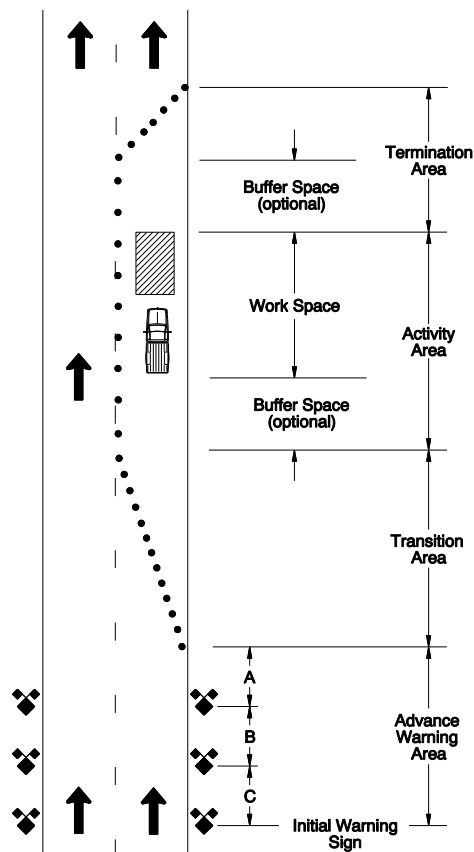 Termination
Area
Buffer Space
(optional)
Work Space
Activity
Area
Buffer Space
(optional)
Transition
Area
A
B
Advance
Warning
Area
C
Initial Warning
Sign